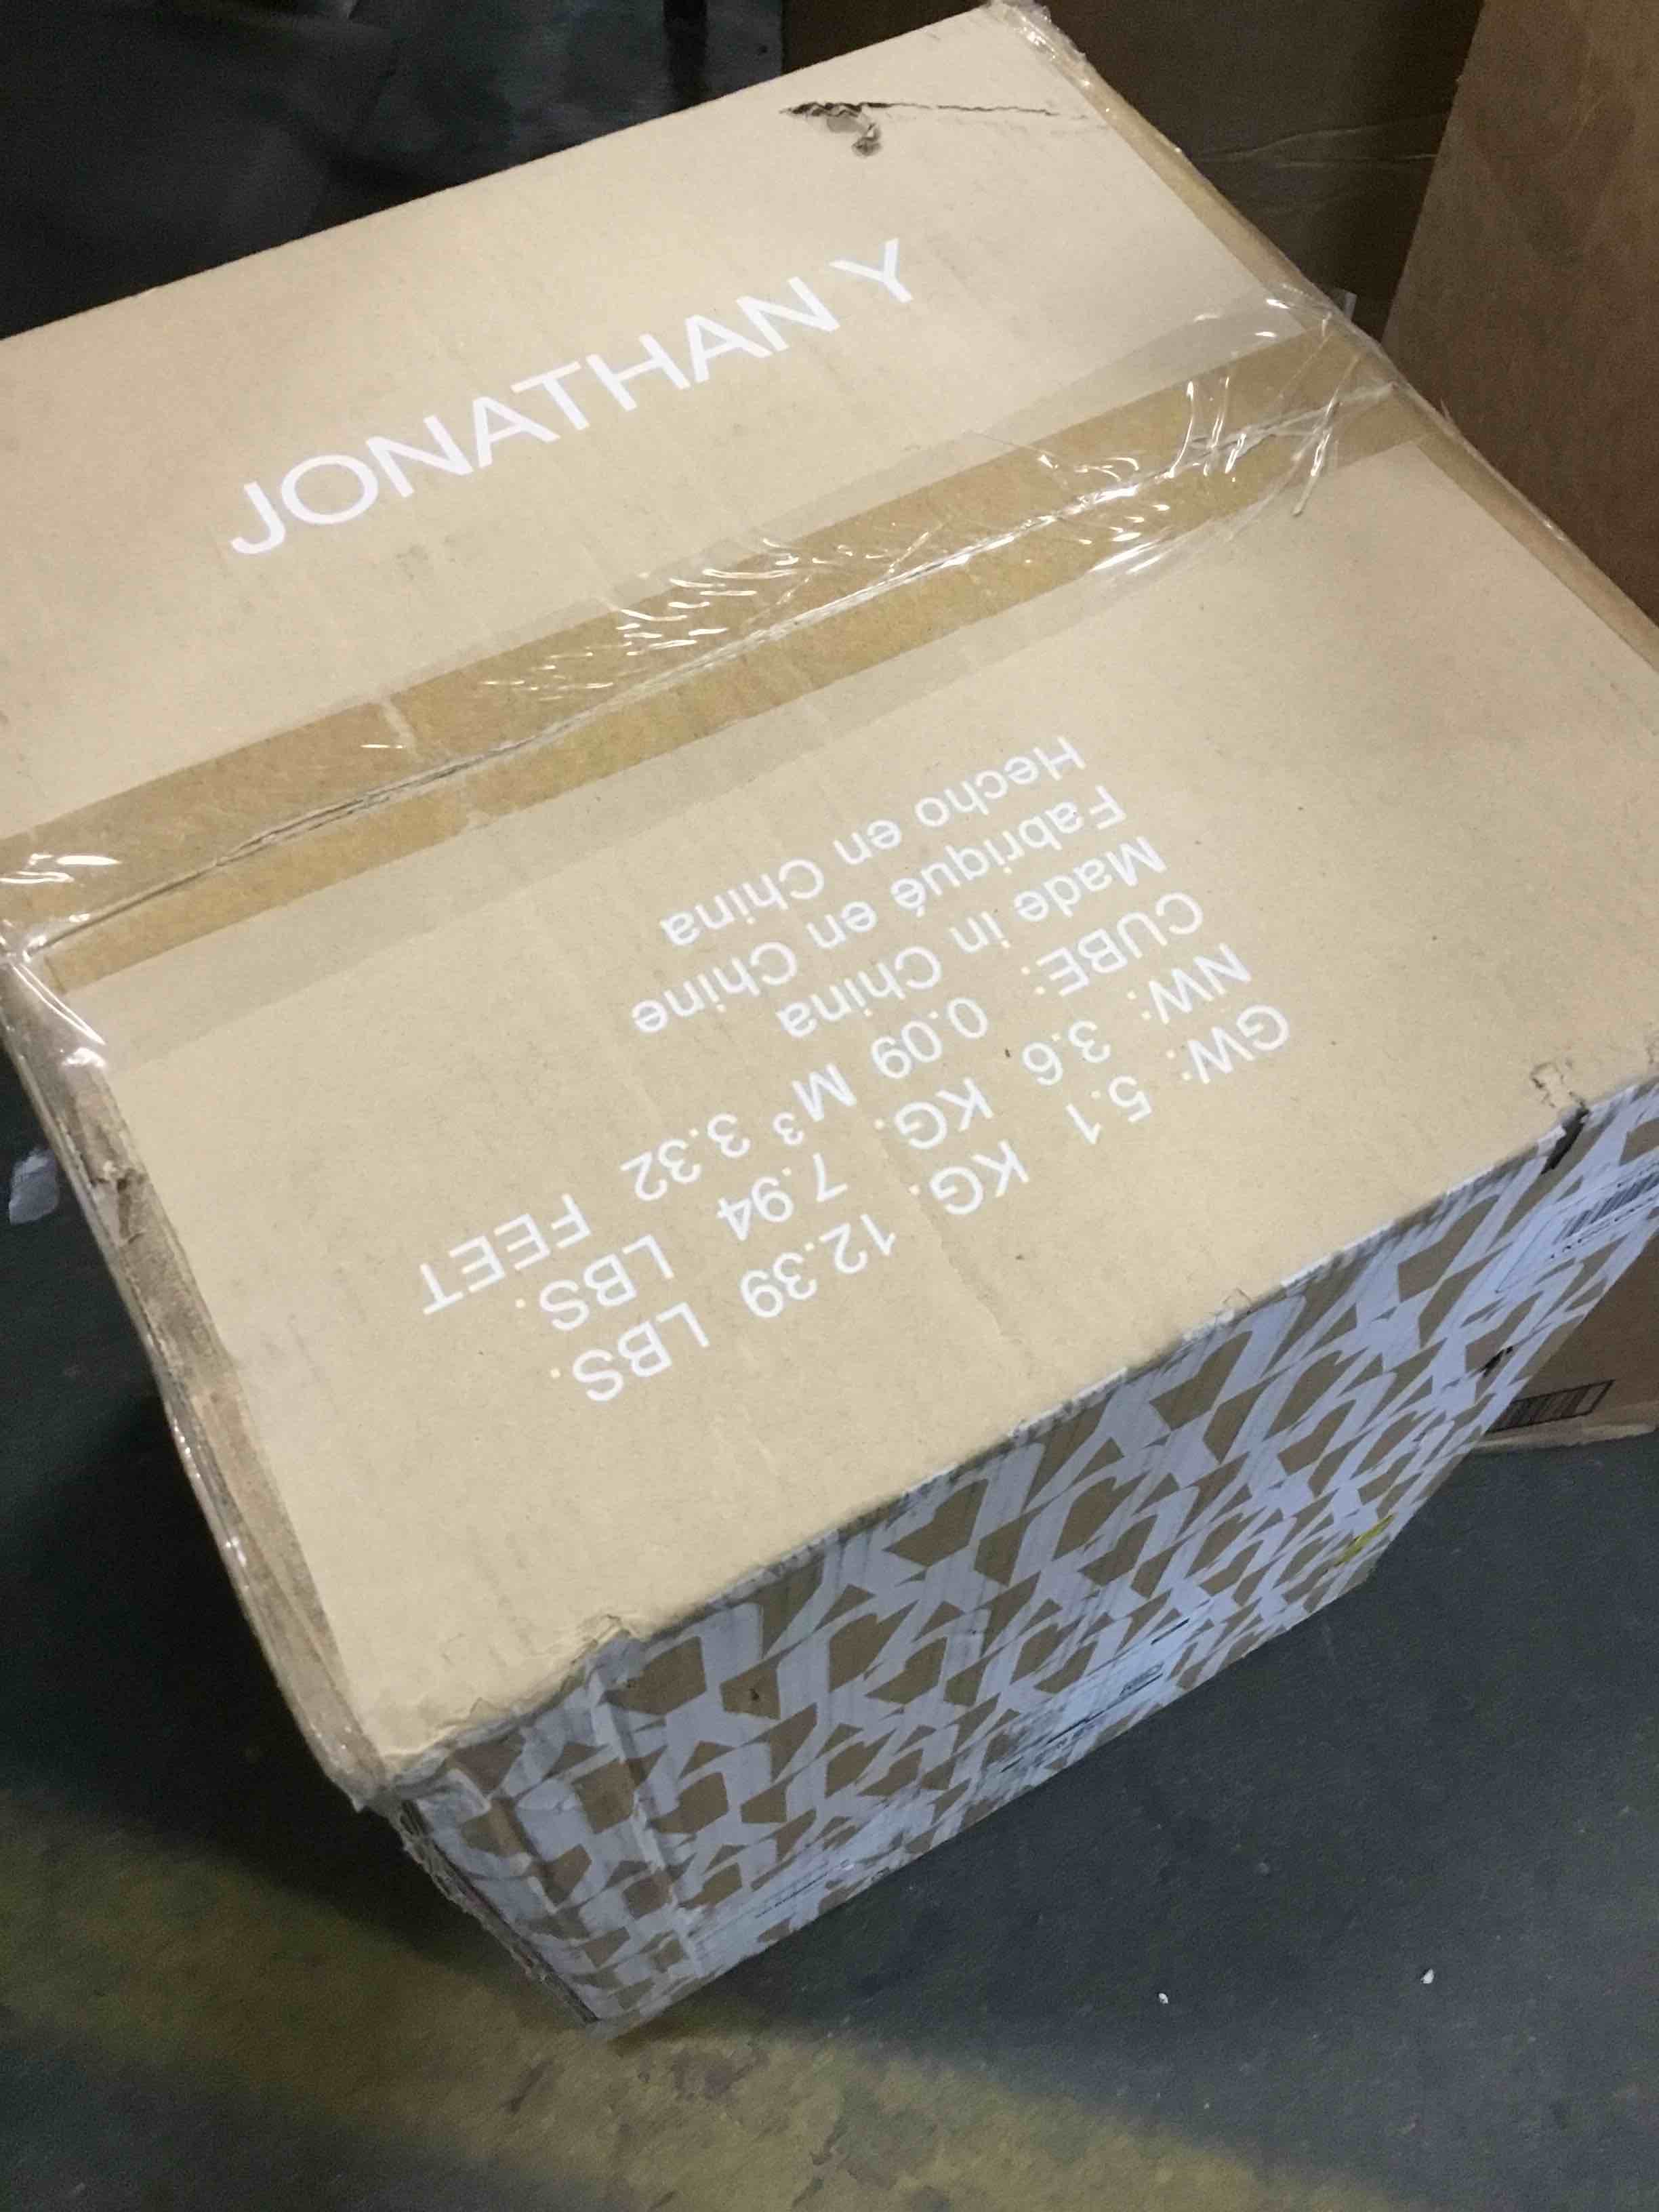 JONATHAN Y
GW: 5.1 KG. 12.39 LBS.
NW: 3.6 KG. 7.94 LBS.
CUBE: 0.09 M³ 3.32 FEET
Made in China
Fabriqué en Chine
Hecho en China